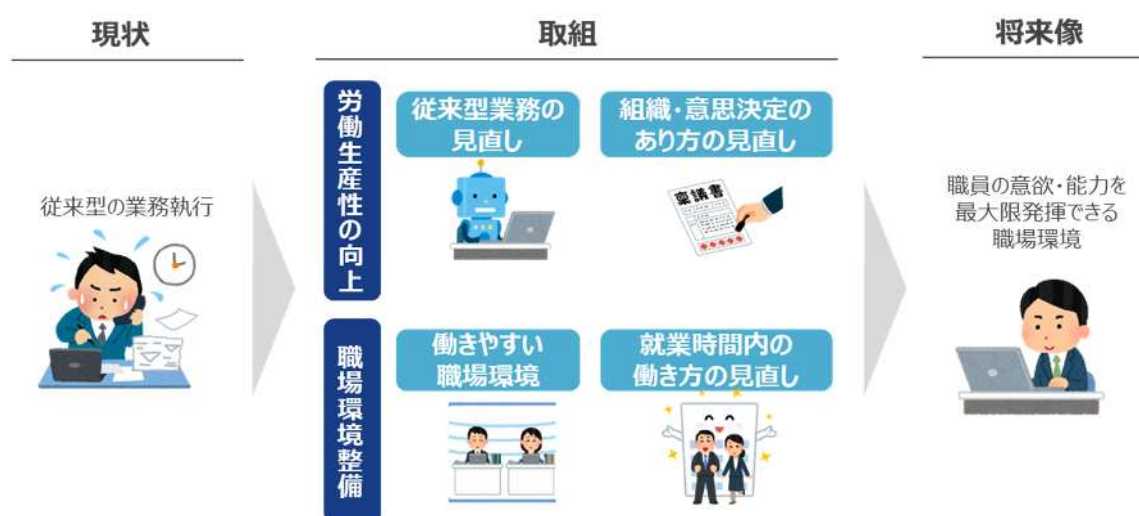 現状
取組
将来像
従来型の業務執行
労働生産性の向上
従来型業務の
見直し
組織・意思決定の
あり方の見直し
稟議書
職場環境整備
働きやすい
職場環境
就業時間内の
働き方の見直し
職員の意欲・能力を
最大限発揮できる
職場環境